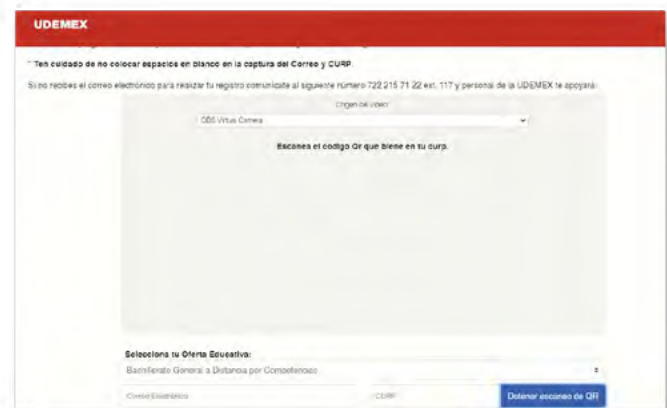 UDEMEX
* Ten cuidado de no colocar espacios en blanco en la captura del Correo y CURP.
Si no recibes el correo electrónico para realizar tu registro comunícate al siguiente número 722 215 71 22 ext. 117 y personal de la UDEMEX te apoyará.
Origen de video
OBS Virtual Camera
Escanea el código Qr que biene en tu curp.
Selecciona tu Oferta Educativa:
Bachillerato General a Distancia por Competencias
Correo Electrónico
CURP
Detener escaneo de QR